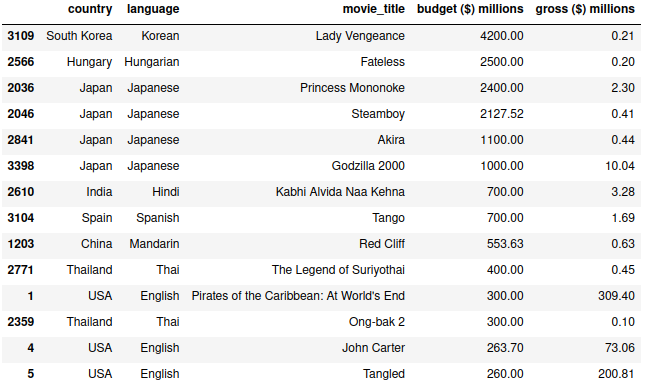 country language movie_title budget ($) millions gross ($) millions
3109 South Korea Korean Lady Vengeance 4200.00 0.21
2566 Hungary Hungarian Fateless 2500.00 0.20
2036 Japan Japanese Princess Mononoke 2400.00 2.30
2046 Japan Japanese Steamboy 2127.52 0.41
2841 Japan Japanese Akira 1100.00 0.44
3398 Japan Japanese Godzilla 2000 1000.00 10.04
2610 India Hindi Kabhi Alvida Naa Kehna 700.00 3.28
3104 Spain Spanish Tango 700.00 1.69
1203 China Mandarin Red Cliff 553.63 0.63
2771 Thailand Thai The Legend of Suriyothai 400.00 0.45
1 USA English Pirates of the Caribbean: At World's End 300.00 309.40
2359 Thailand Thai Ong-bak 2 300.00 0.10
4 USA English John Carter 263.70 73.06
5 USA English Tangled 260.00 200.81